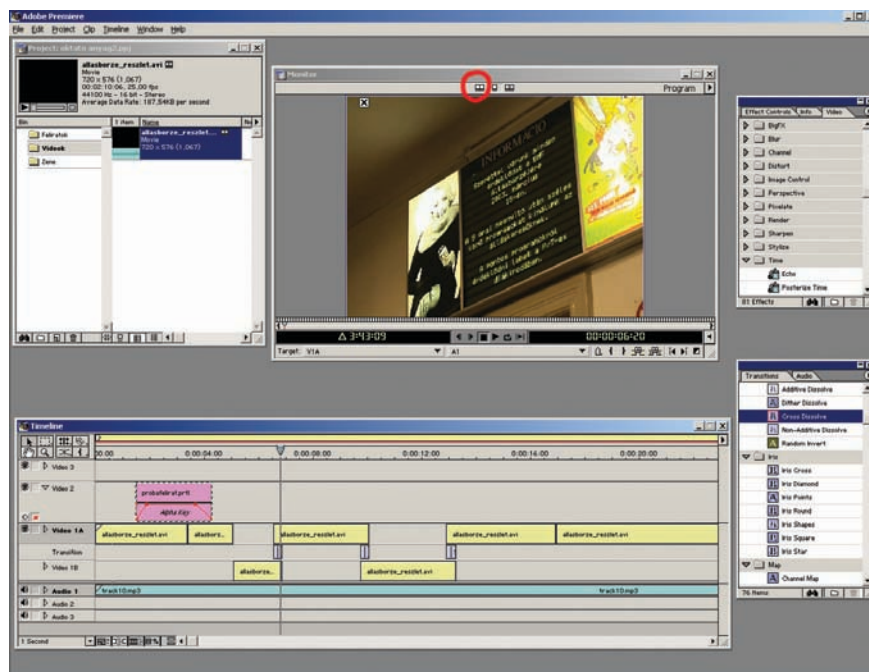 Adobe Premiere
File Edit Project Clip Timeline Window Help
allasborze_reszlet.avi
Movie
720 x 576 (1,067)
00:02:10:06, 25,00 fps
44100 Hz - 16 bit - Stereo
Average Data Rate: 187,54KB per second
Bin
1 item Name
Feliratok
Videók
Zene
allasborze_reszlet...
Movie
720 x 576 (1,067)
Monitor
Program
INFORMÁCIÓ
3:43:09
00:00:06:20
Target: V1A
A1
Effect Controls Info Video
BigFX
Blur
Channel
Distort
Image Control
Perspective
Pixelate
Render
Sharpen
Stylize
Time
Echo
Posterize Time
81 Effects
Transitions Audio
Additive Dissolve
Dither Dissolve
Cross Dissolve
Non-Additive Dissolve
Random Invert
Iris
Iris Cross
Iris Diamond
Iris Points
Iris Round
Iris Shapes
Iris Square
Iris Star
Map
Channel Map
76 Items
Timeline
0:00:04:00 0:00:08:00 0:00:12:00 0:00:16:00 0:00:20:00
Video 3
Video 2
probafelirat.prtl
Alpha Key
Video 1A
allasborze_reszlet.avi
allasborz...
allasborze_reszlet.avi
allasborze_reszlet.avi
allasborze_reszlet.avi
Transition
Video 1B
allasborze...
allasborze_reszlet.avi
Audio 1
track10.mp3
track10.mp3
Audio 2
Audio 3
1 Second